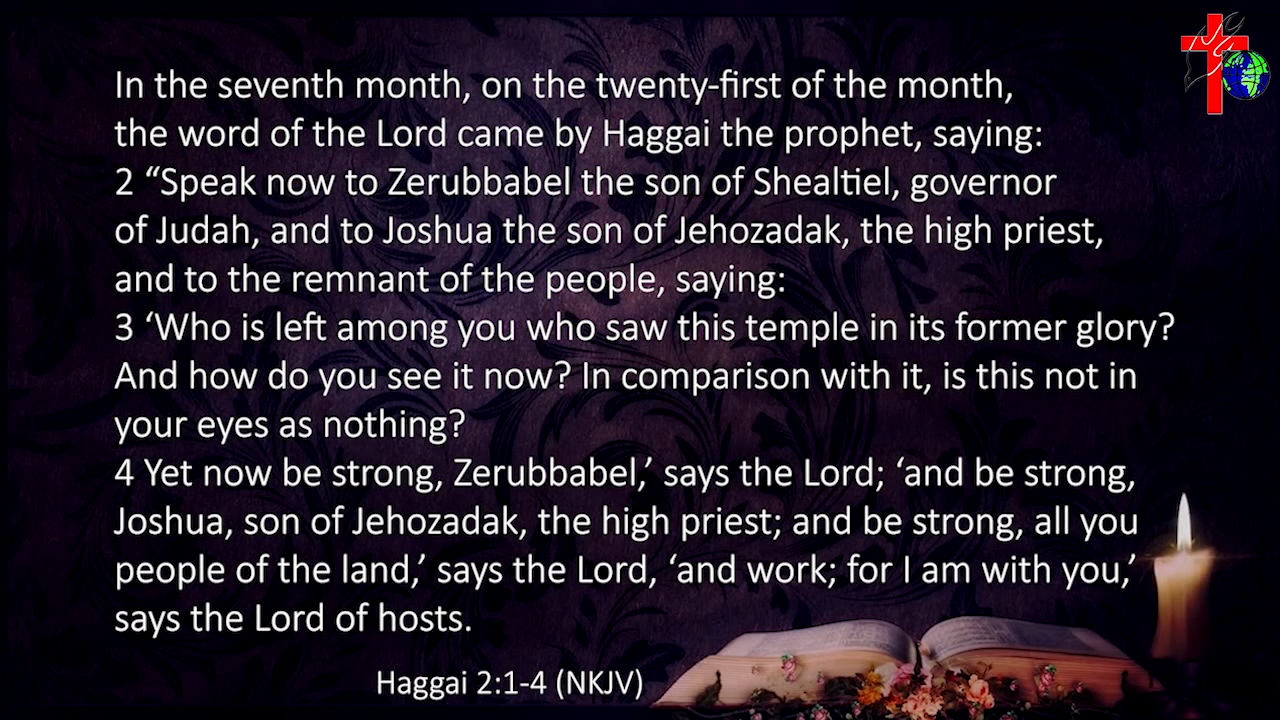 In the seventh month, on the twenty-first of the month,
the word of the Lord came by Haggai the prophet, saying:
2 “Speak now to Zerubbabel the son of Shealtiel, governor
of Judah, and to Joshua the son of Jehozadak, the high priest,
and to the remnant of the people, saying:
3 ‘Who is left among you who saw this temple in its former glory?
And how do you see it now? In comparison with it, is this not in
your eyes as nothing?
4 Yet now be strong, Zerubbabel,’ says the Lord; ‘and be strong,
Joshua, son of Jehozadak, the high priest; and be strong, all you
people of the land,’ says the Lord, ‘and work; for I am with you,’
says the Lord of hosts.
Haggai 2:1-4 (NKJV)